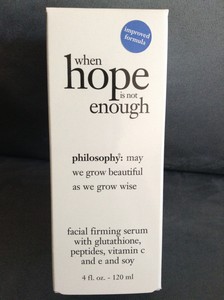 improved
formula
when
hope
is not
enough
philosophy®: may
we grow beautiful
as we grow wise
facial firming serum
with glutathione,
peptides, vitamin c
and e and soy
4 fl. oz. - 120 ml